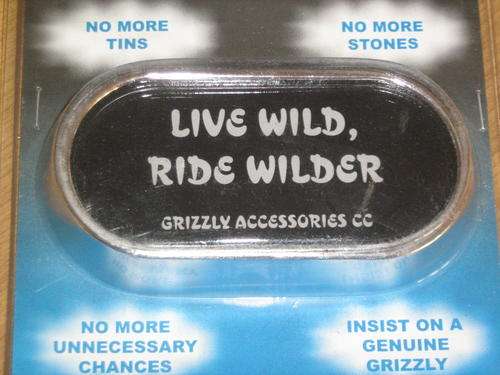 NO MORE
TINS
NO MORE
STONES
LIVE WILD,
RIDE WILDER
GRIZZLY ACCESSORIES CC
NO MORE
UNNECESSARY
CHANCES
INSIST ON A
GENUINE
GRIZZLY